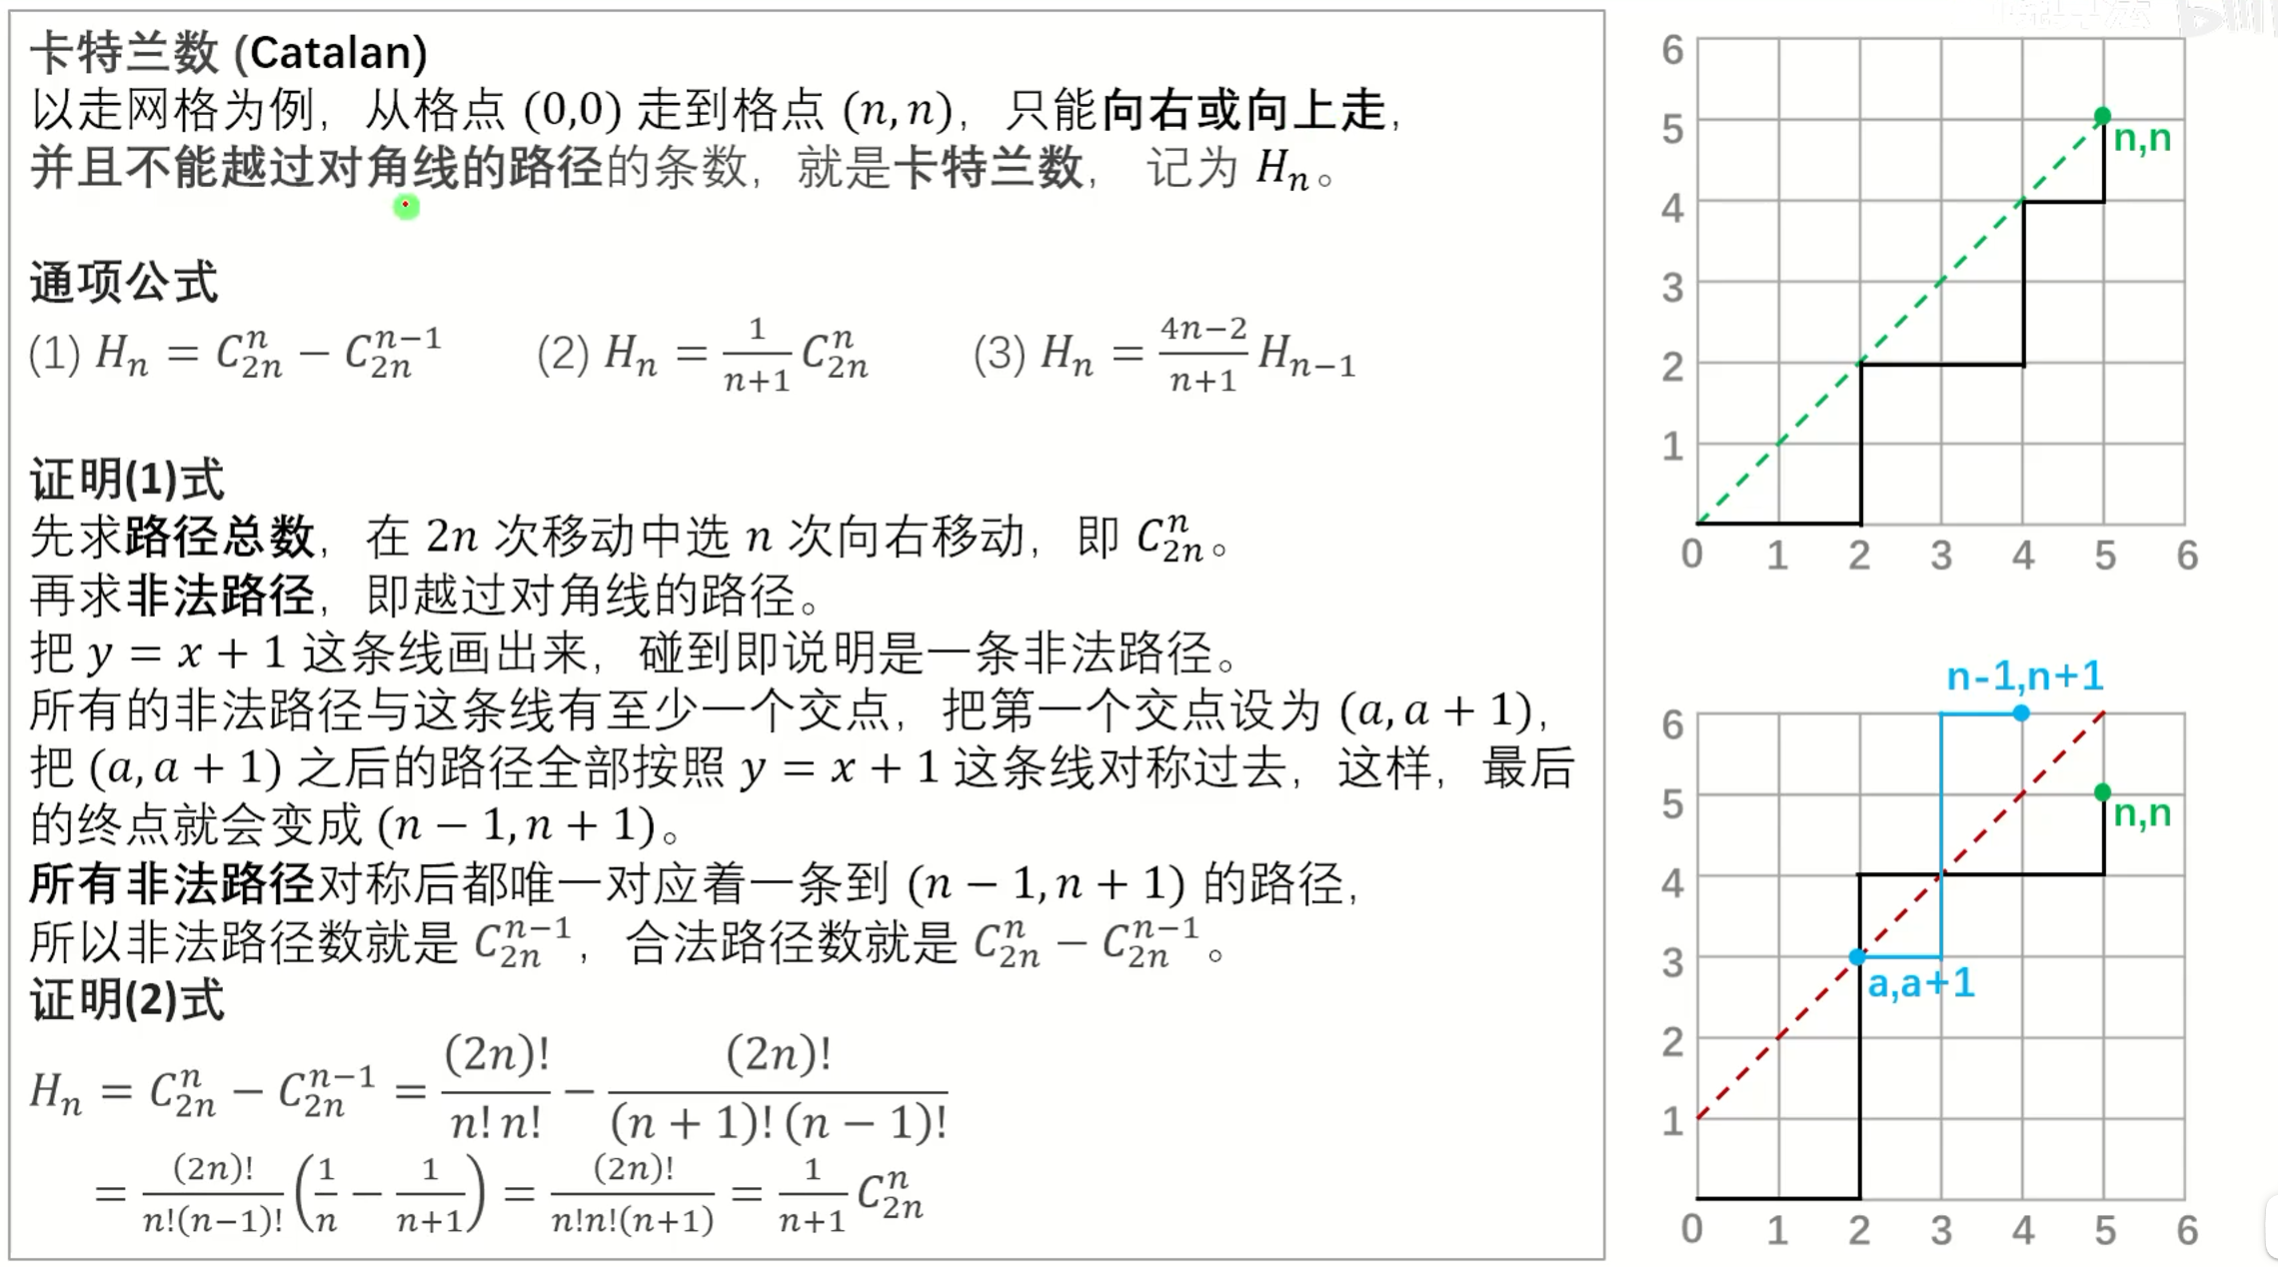 卡特兰数 (Catalan)
以走网格为例，从格点 (0,0) 走到格点 (n, n)，只能向右或向上走，
并且不能越过对角线的路径的条数，就是卡特兰数， 记为 Hₙ。
通项公式
(1) $H_n = C_{2n}^{n} - C_{2n}^{n-1}$ (2) $H_n = \frac{1}{n+1} C_{2n}^{n}$ (3) $H_n = \frac{4n-2}{n+1} H_{n-1}$
证明(1)式
先求路径总数，在 2n 次移动中选 n 次向右移动，即 $C_{2n}^{n}$。
再求非法路径，即越过对角线的路径。
把 y = x + 1 这条线画出来，碰到即说明是一条非法路径。
所有的非法路径与这条线有至少一个交点，把第一个交点设为 (a, a + 1)，
把 (a, a + 1) 之后的路径全部按照 y = x + 1 这条线对称过去，这样，最后
的终点就会变成 (n − 1, n + 1)。
所有非法路径对称后都唯一对应着一条到 (n − 1, n + 1) 的路径，
所以非法路径数就是 $C_{2n}^{n-1}$，合法路径数就是 $C_{2n}^{n} - C_{2n}^{n-1}$。
证明(2)式
$H_n = C_{2n}^{n} - C_{2n}^{n-1} = \frac{(2n)!}{n!\,n!} - \frac{(2n)!}{(n+1)!\,(n-1)!}$
$= \frac{(2n)!}{n!(n-1)!}\left(\frac{1}{n} - \frac{1}{n+1}\right) = \frac{(2n)!}{n!n!(n+1)} = \frac{1}{n+1} C_{2n}^{n}$
6
5
n,n
4
3
2
1
0 1 2 3 4 5 6
n-1,n+1
6
5
n,n
4
3
a,a+1
2
1
0 1 2 3 4 5 6